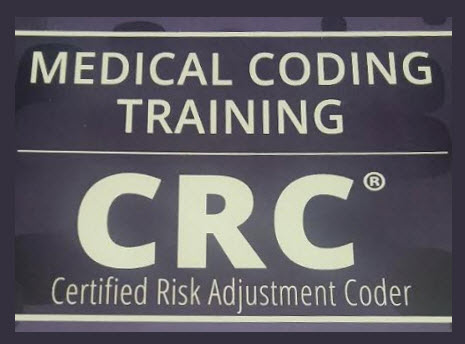 MEDICAL CODING
TRAINING
CRC®
Certified Risk Adjustment Coder